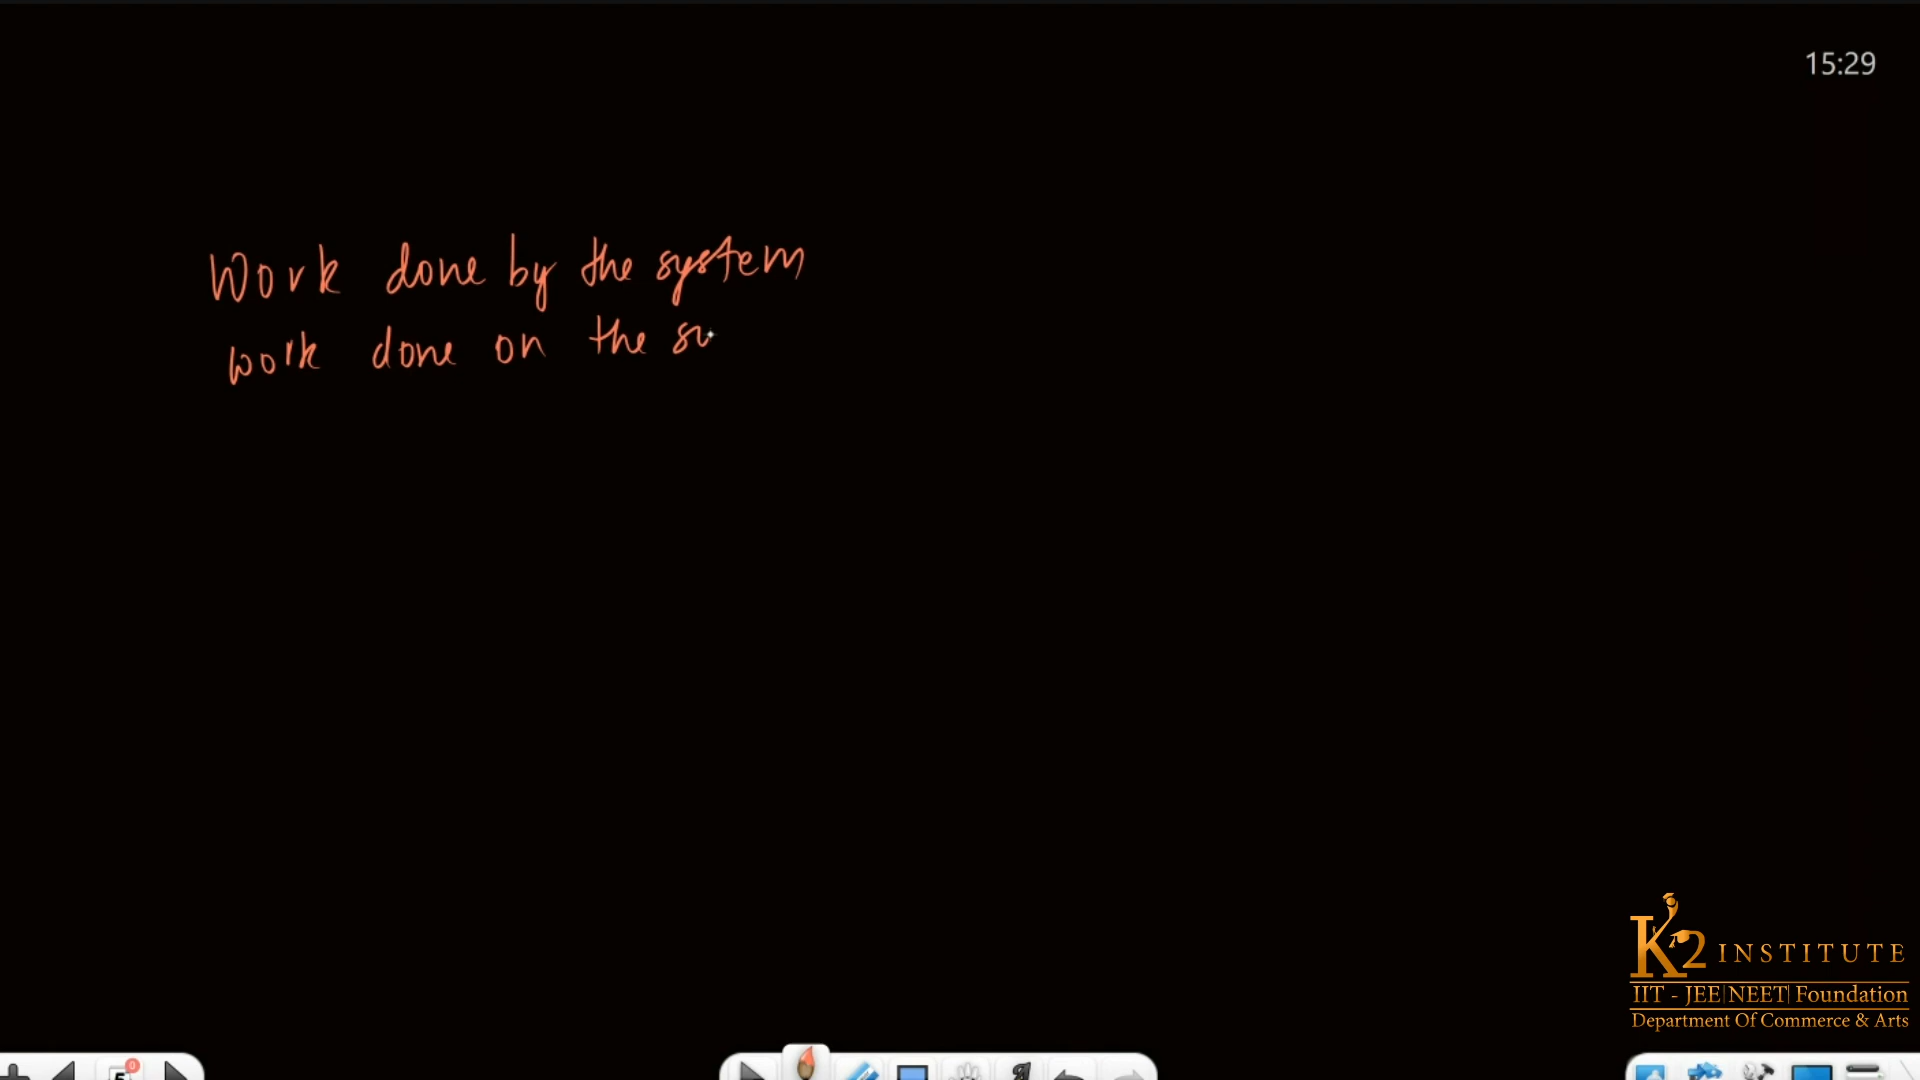 15:29
Work done by the system
work done on the
K2 INSTITUTE
IIT - JEE|NEET| Foundation
Department Of Commerce & Arts